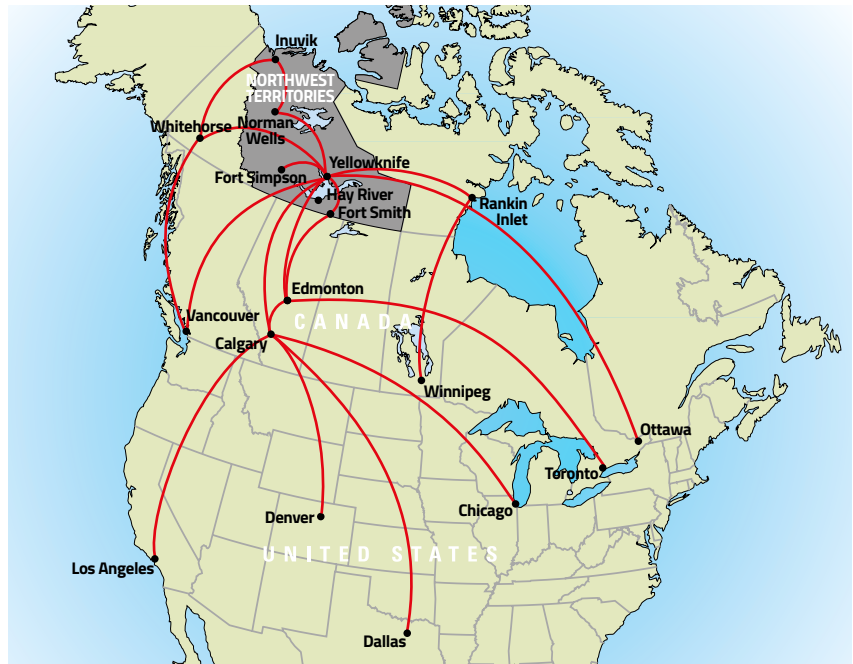 Inuvik
NORTHWEST
TERRITORIES
Whitehorse
Norman
Wells
Yellowknife
Fort Simpson
Hay River
Rankin
Inlet
Fort Smith
Edmonton
Vancouver
CANADA
Calgary
Winnipeg
Ottawa
Toronto
Chicago
Denver
UNITED STATES
Los Angeles
Dallas